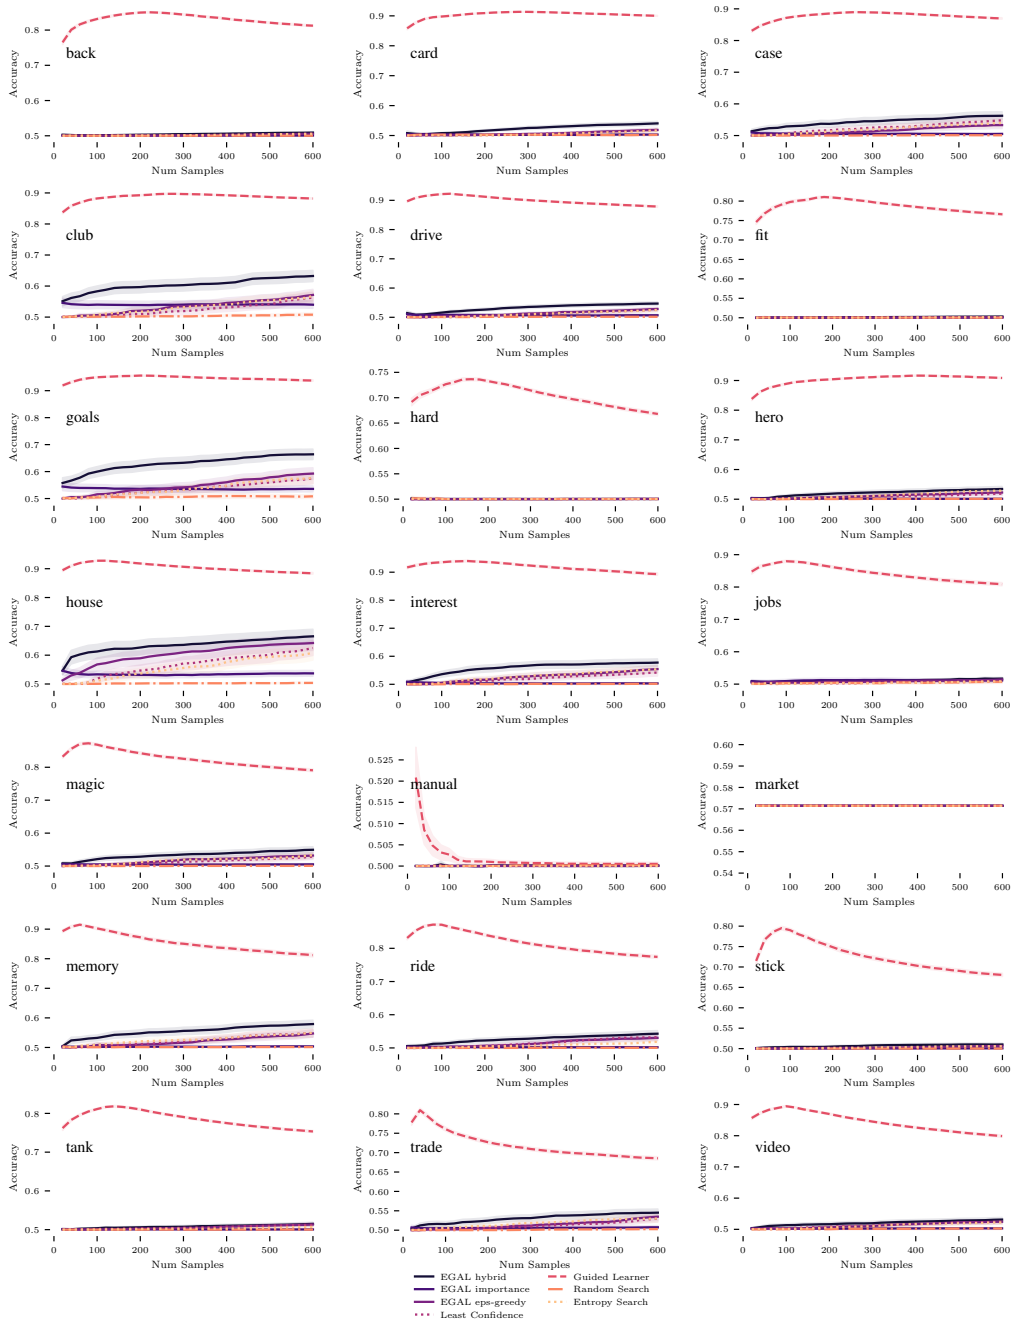 back
Accuracy
0.8
0.7
0.6
0.5
0 100 200 300 400 500 600
Num Samples
card
Accuracy
0.9
0.8
0.7
0.6
0.5
0 100 200 300 400 500 600
Num Samples
case
Accuracy
0.9
0.8
0.7
0.6
0.5
0 100 200 300 400 500 600
Num Samples
club
Accuracy
0.9
0.8
0.7
0.6
0.5
0 100 200 300 400 500 600
Num Samples
drive
Accuracy
0.9
0.8
0.7
0.6
0.5
0 100 200 300 400 500 600
Num Samples
fit
Accuracy
0.80
0.75
0.70
0.65
0.60
0.55
0.50
0 100 200 300 400 500 600
Num Samples
goals
Accuracy
0.9
0.8
0.7
0.6
0.5
0 100 200 300 400 500 600
Num Samples
hard
Accuracy
0.75
0.70
0.65
0.60
0.55
0.50
0 100 200 300 400 500 600
Num Samples
hero
Accuracy
0.9
0.8
0.7
0.6
0.5
0 100 200 300 400 500 600
Num Samples
house
Accuracy
0.9
0.8
0.7
0.6
0.5
0 100 200 300 400 500 600
Num Samples
interest
Accuracy
0.9
0.8
0.7
0.6
0.5
0 100 200 300 400 500 600
Num Samples
jobs
Accuracy
0.9
0.8
0.7
0.6
0.5
0 100 200 300 400 500 600
Num Samples
magic
Accuracy
0.8
0.7
0.6
0.5
0 100 200 300 400 500 600
Num Samples
manual
Accuracy
0.525
0.520
0.515
0.510
0.505
0.500
0 100 200 300 400 500 600
Num Samples
market
Accuracy
0.60
0.59
0.58
0.57
0.56
0.55
0.54
0 100 200 300 400 500 600
Num Samples
memory
Accuracy
0.9
0.8
0.7
0.6
0.5
0 100 200 300 400 500 600
Num Samples
ride
Accuracy
0.8
0.7
0.6
0.5
0 100 200 300 400 500 600
Num Samples
stick
Accuracy
0.80
0.75
0.70
0.65
0.60
0.55
0.50
0 100 200 300 400 500 600
Num Samples
tank
Accuracy
0.8
0.7
0.6
0.5
0 100 200 300 400 500 600
Num Samples
trade
Accuracy
0.80
0.75
0.70
0.65
0.60
0.55
0.50
0 100 200 300 400 500 600
Num Samples
video
Accuracy
0.9
0.8
0.7
0.6
0.5
0 100 200 300 400 500 600
Num Samples
EGAL hybrid
EGAL importance
EGAL eps-greedy
Least Confidence
Guided Learner
Random Search
Entropy Search